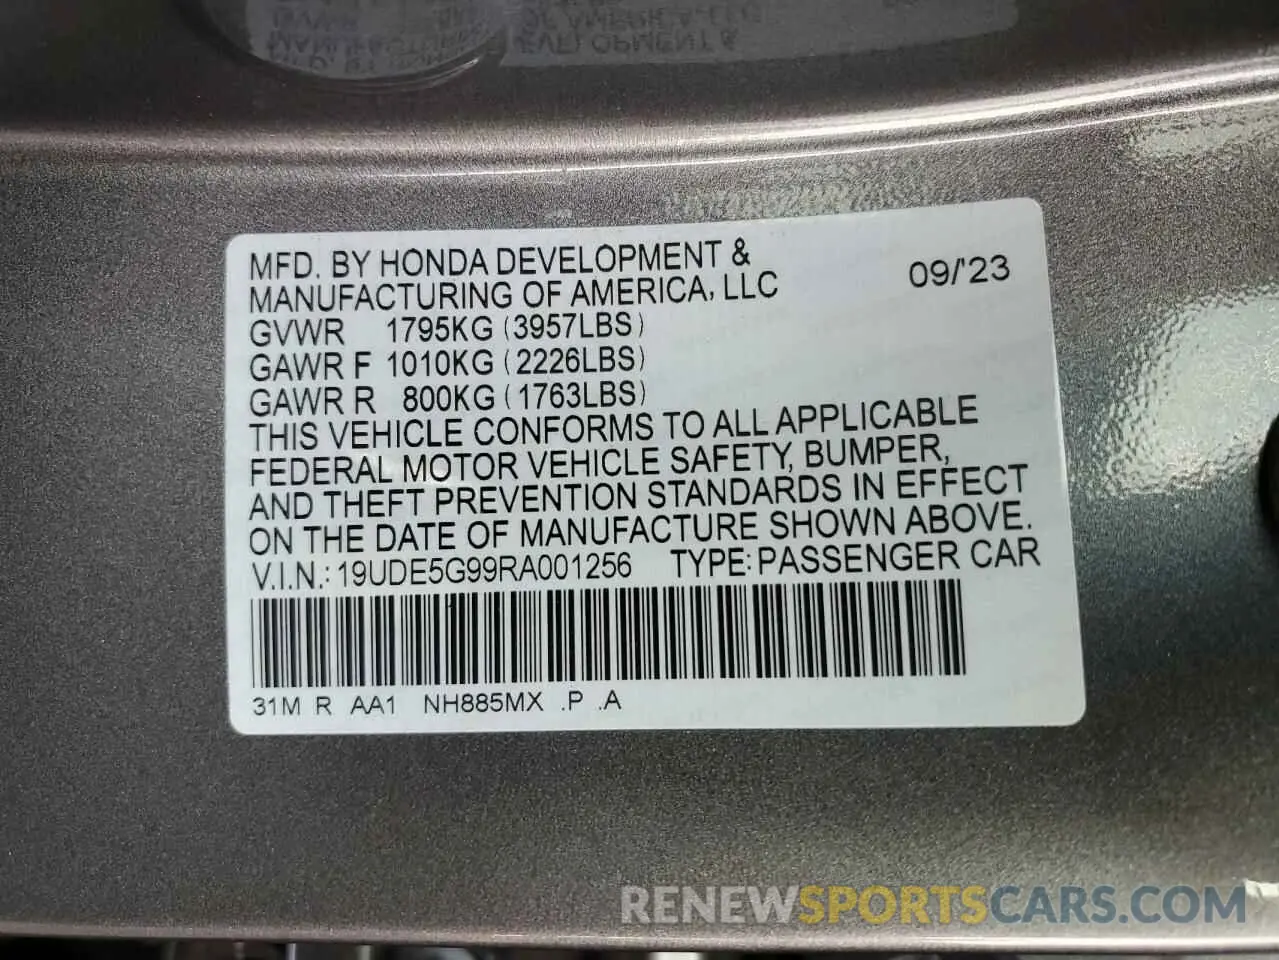 MFD. BY HONDA DEVELOPMENT &
MANUFACTURING OF AMERICA, LLC 09/'23
GVWR 1795KG (3957LBS)
GAWR F 1010KG (2226LBS)
GAWR R 800KG (1763LBS)
THIS VEHICLE CONFORMS TO ALL APPLICABLE
FEDERAL MOTOR VEHICLE SAFETY, BUMPER,
AND THEFT PREVENTION STANDARDS IN EFFECT
ON THE DATE OF MANUFACTURE SHOWN ABOVE.
V.I.N.: 19UDE5G99RA001256 TYPE: PASSENGER CAR
31M R AA1 NH885MX .P .A
RENEWSPORTSCARS.COM